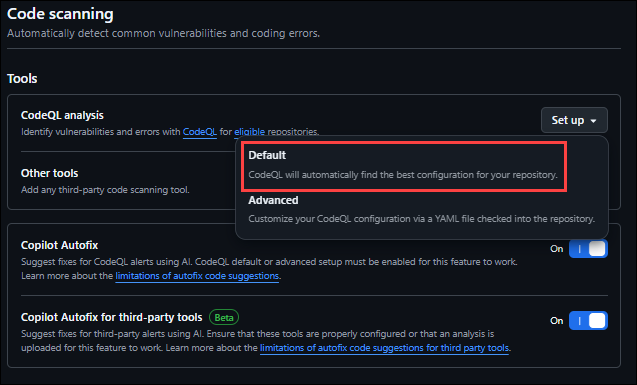 Code scanning
Automatically detect common vulnerabilities and coding errors.
Tools
CodeQL analysis
Identify vulnerabilities and errors with CodeQL for eligible repositories.
Set up
Default
CodeQL will automatically find the best configuration for your repository.
Advanced
Customize your CodeQL configuration via a YAML file checked into the repository.
Other tools
Add any third-party code scanning tool.
Copilot Autofix
Suggest fixes for CodeQL alerts using AI. CodeQL default or advanced setup must be enabled for this feature to work.
Learn more about the limitations of autofix code suggestions.
On
Copilot Autofix for third-party tools Beta
Suggest fixes for third-party alerts using AI. Ensure that these tools are properly configured or that an analysis is
uploaded for this feature to work. Learn more about the limitations of autofix code suggestions for third party tools.
On